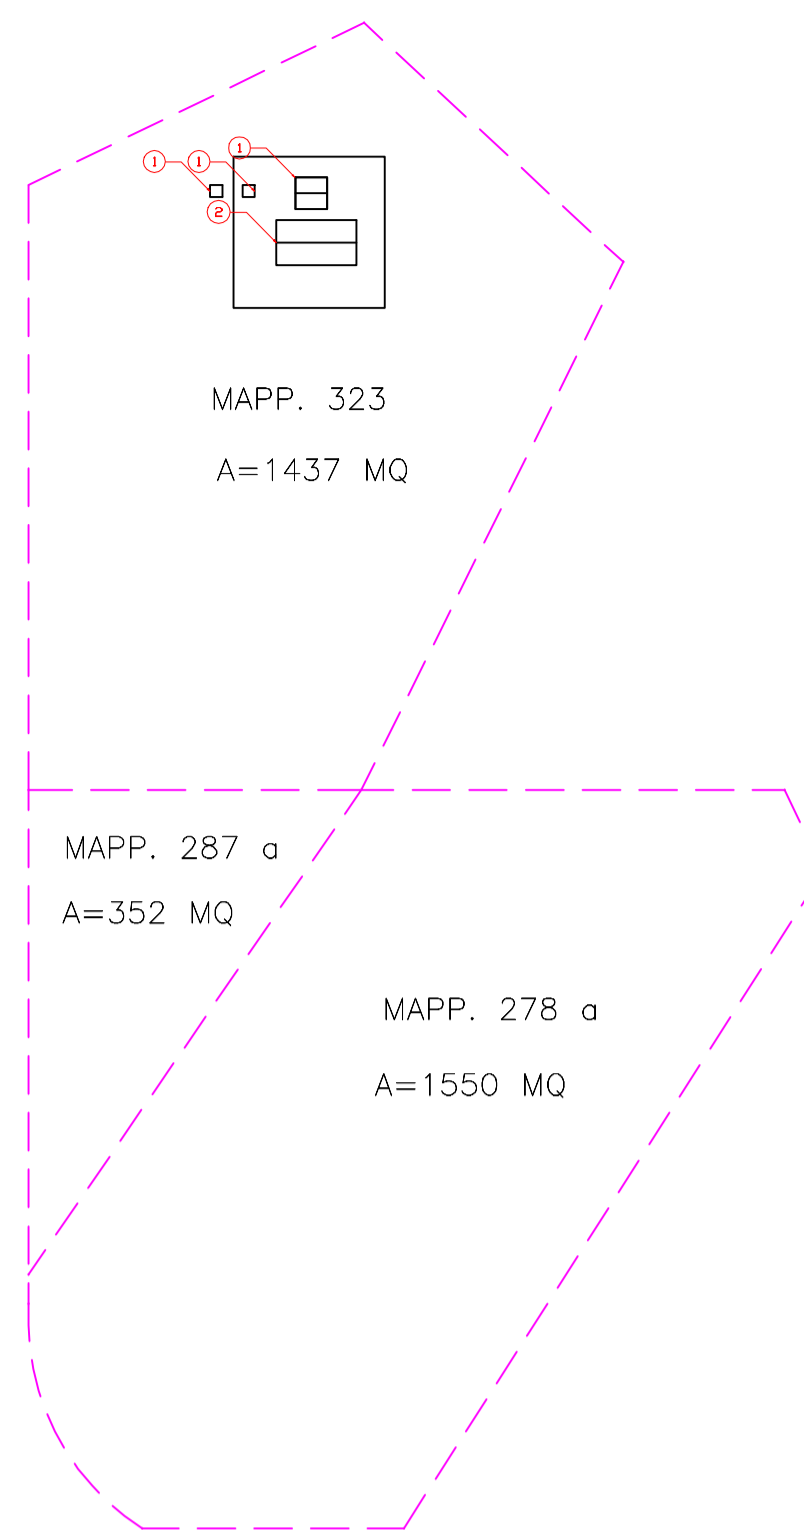 1
1
1
2
MAPP. 323
A=1437 MQ
MAPP. 287 a
A=352 MQ
MAPP. 278 a
A=1550 MQ